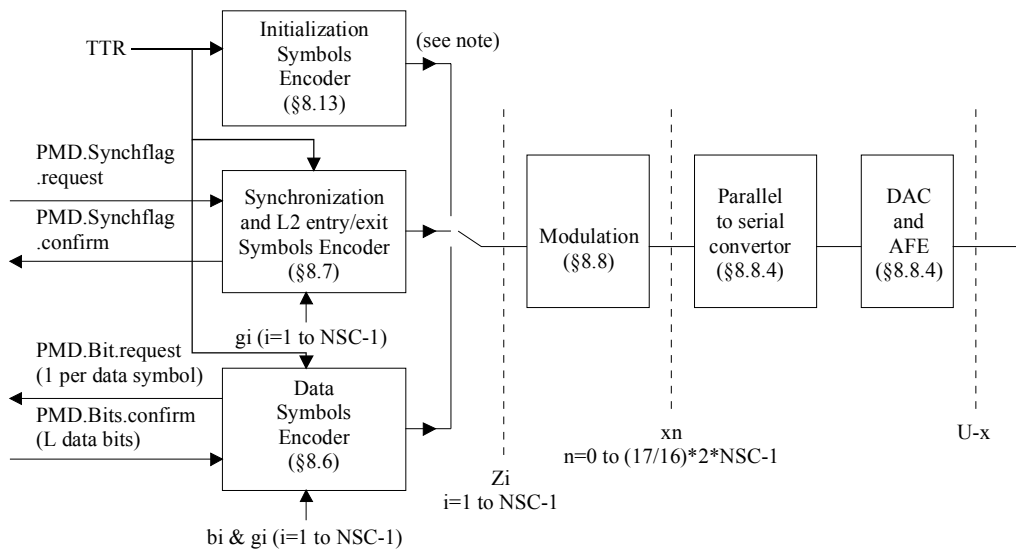 TTR
Initialization
Symbols
Encoder
(§8.13)
(see note)
PMD.Synchflag
.request
PMD.Synchflag
.confirm
Synchronization
and L2 entry/exit
Symbols Encoder
(§8.7)
gi (i=1 to NSC-1)
PMD.Bit.request
(1 per data symbol)
PMD.Bits.confirm
(L data bits)
Data
Symbols
Encoder
(§8.6)
bi & gi (i=1 to NSC-1)
Modulation
(§8.8)
Parallel
to serial
convertor
(§8.8.4)
DAC
and
AFE
(§8.8.4)
Zi
i=1 to NSC-1
xn
n=0 to (17/16)*2*NSC-1
U-x